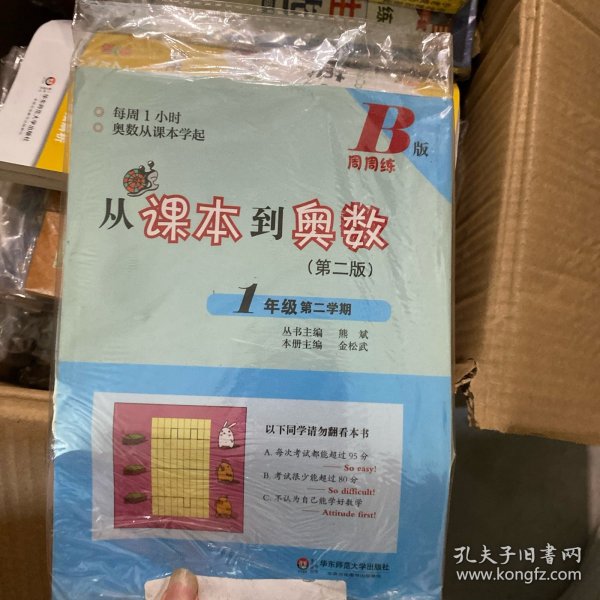 每周1小时
奥数从课本学起
B版
周周练
从课本到奥数
(第二版)
1年级第二学期
丛书主编 熊斌
本册主编 金松武
以下同学请勿翻看本书
A. 每次考试都能超过95分
——So easy!
B. 考试很少能超过80分
——So difficult!
C. 不认为自己能学好数学
——Attitude first!
华东师范大学出版社
孔夫子旧书网
www.kongfz.com